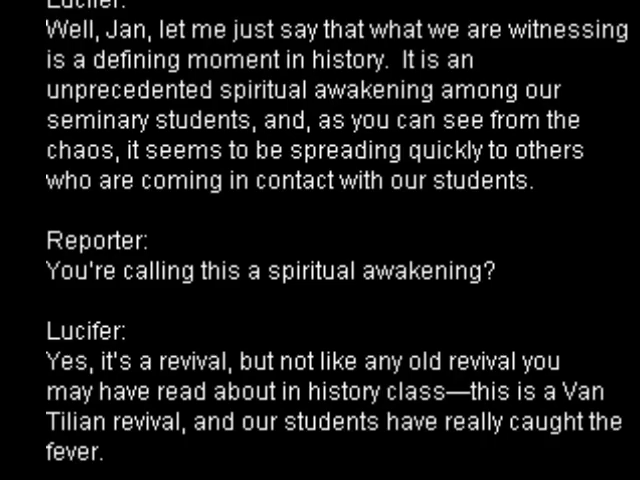 Lucifer:
Well, Jan, let me just say that what we are witnessing
is a defining moment in history.  It is an
unprecedented spiritual awakening among our
seminary students, and, as you can see from the
chaos, it seems to be spreading quickly to others
who are coming in contact with our students.
Reporter:
You're calling this a spiritual awakening?
Lucifer:
Yes, it's a revival, but not like any old revival you
may have read about in history class—this is a Van
Tilian revival, and our students have really caught the
fever.